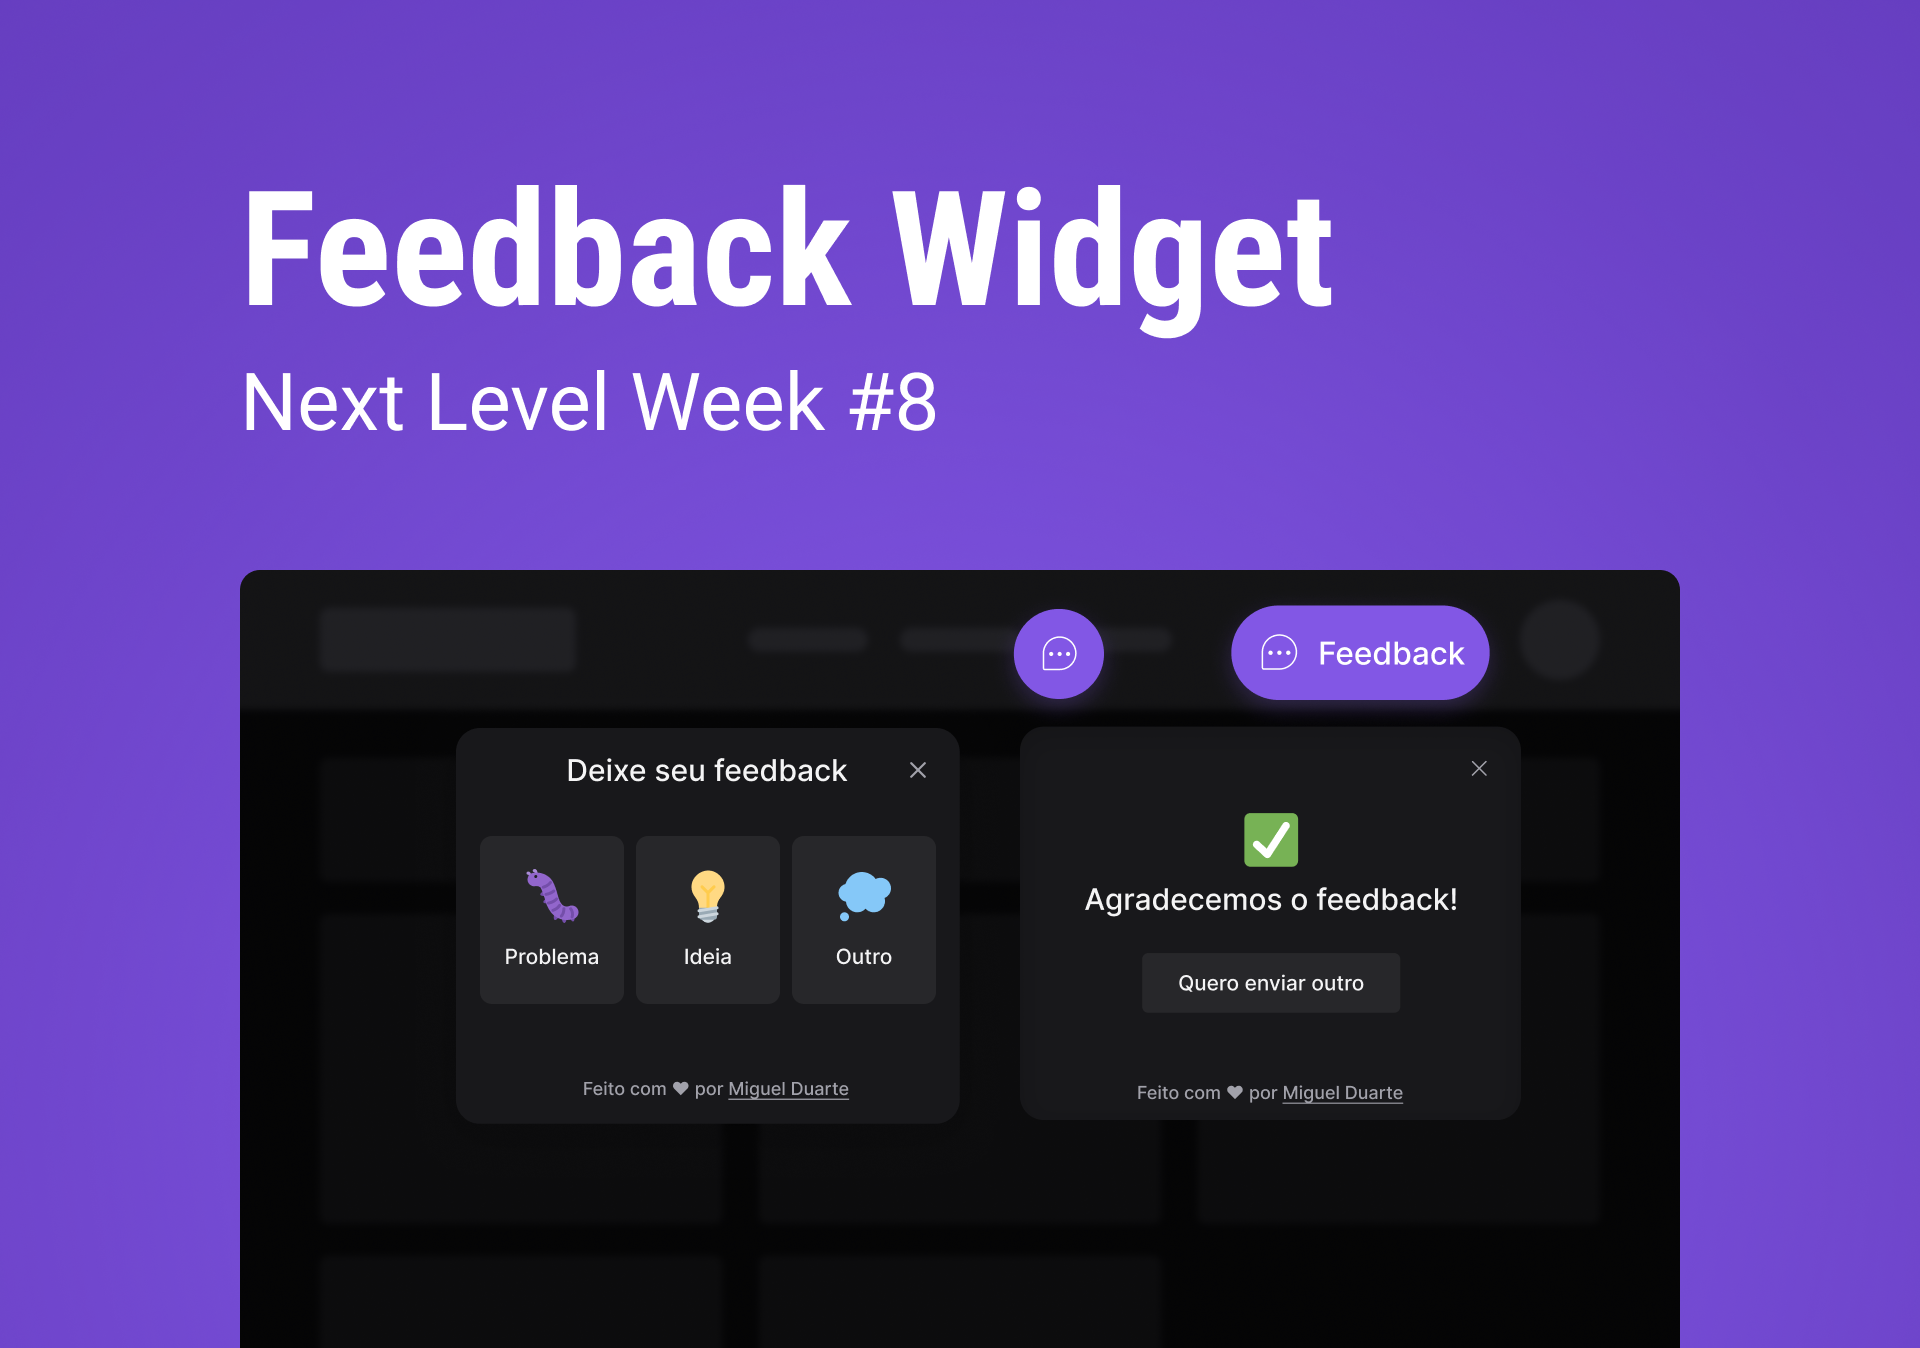 Feedback Widget
Next Level Week #8
Feedback
Deixe seu feedback
Problema
Ideia
Outro
Feito com ❤ por Miguel Duarte
Agradecemos o feedback!
Quero enviar outro
Feito com ❤ por Miguel Duarte